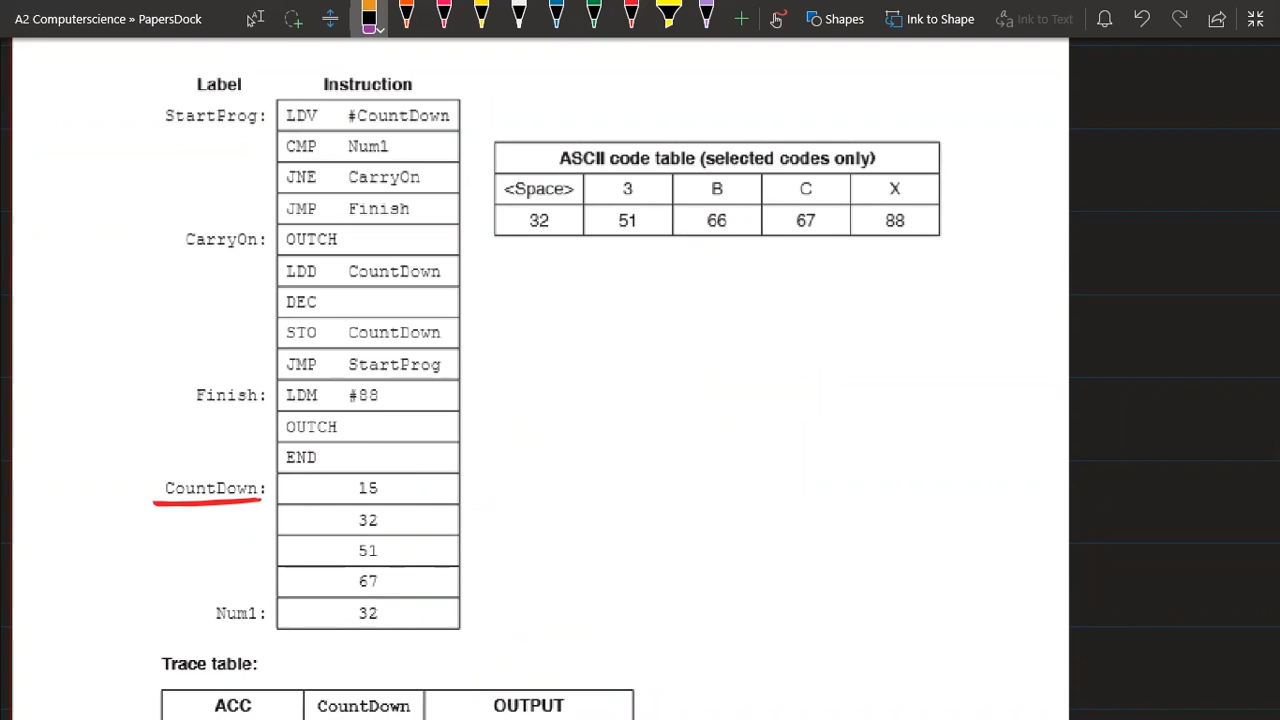 A2 Computerscience » PapersDock
Shapes
Ink to Shape
Ink to Text
Label Instruction
StartProg: LDV #CountDown
CMP Num1
JNE CarryOn
JMP Finish
CarryOn: OUTCH
LDD CountDown
DEC
STO CountDown
JMP StartProg
Finish: LDM #88
OUTCH
END
CountDown: 15
32
51
67
Num1: 32
ASCII code table (selected codes only)
<Space> 3 B C X
32 51 66 67 88
Trace table:
ACC CountDown OUTPUT